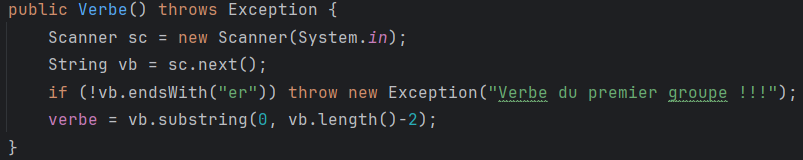 public Verbe() throws Exception {
    Scanner sc = new Scanner(System.in);
    String vb = sc.next();
    if (!vb.endsWith("er")) throw new Exception("Verbe du premier groupe !!!");
    verbe = vb.substring(0, vb.length()-2);
}